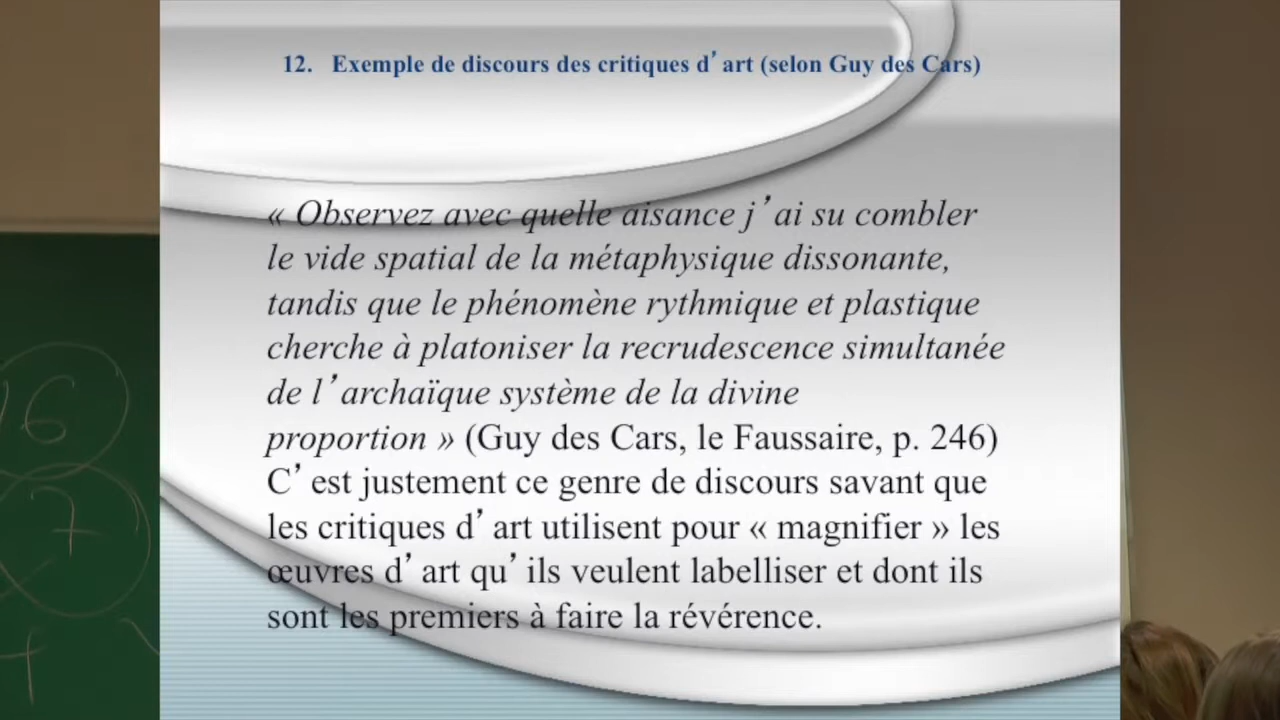 12. Exemple de discours des critiques d’art (selon Guy des Cars)
« Observez avec quelle aisance j’ai su combler
le vide spatial de la métaphysique dissonante,
tandis que le phénomène rythmique et plastique
cherche à platoniser la recrudescence simultanée
de l’archaïque système de la divine
proportion » (Guy des Cars, le Faussaire, p. 246)
C’est justement ce genre de discours savant que
les critiques d’art utilisent pour « magnifier » les
œuvres d’art qu’ils veulent labelliser et dont ils
sont les premiers à faire la révérence.
16
7